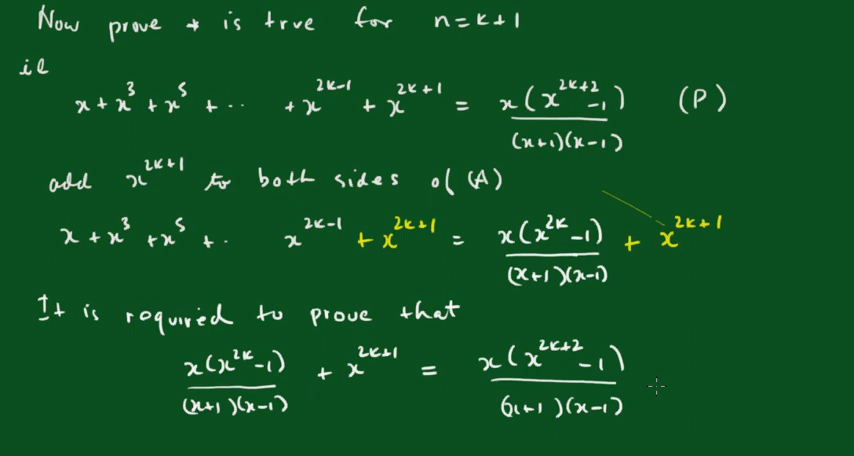 Now prove * is true for n=k+1
ie
x + x^3 + x^5 + ·· + x^{2k-1} + x^{2k+1} = x(x^{2k+2} -1) / (x+1)(x-1) (P)
add x^{2k+1} to both sides of (A)
x + x^3 + x^5 + ·· x^{2k-1} + x^{2k+1} = x(x^{2k} -1) / (x+1)(x-1) + x^{2k+1}
It is required to prove that
x(x^{2k} -1) / (x+1)(x-1) + x^{2k+1} = x(x^{2k+2} -1) / (x+1)(x-1)